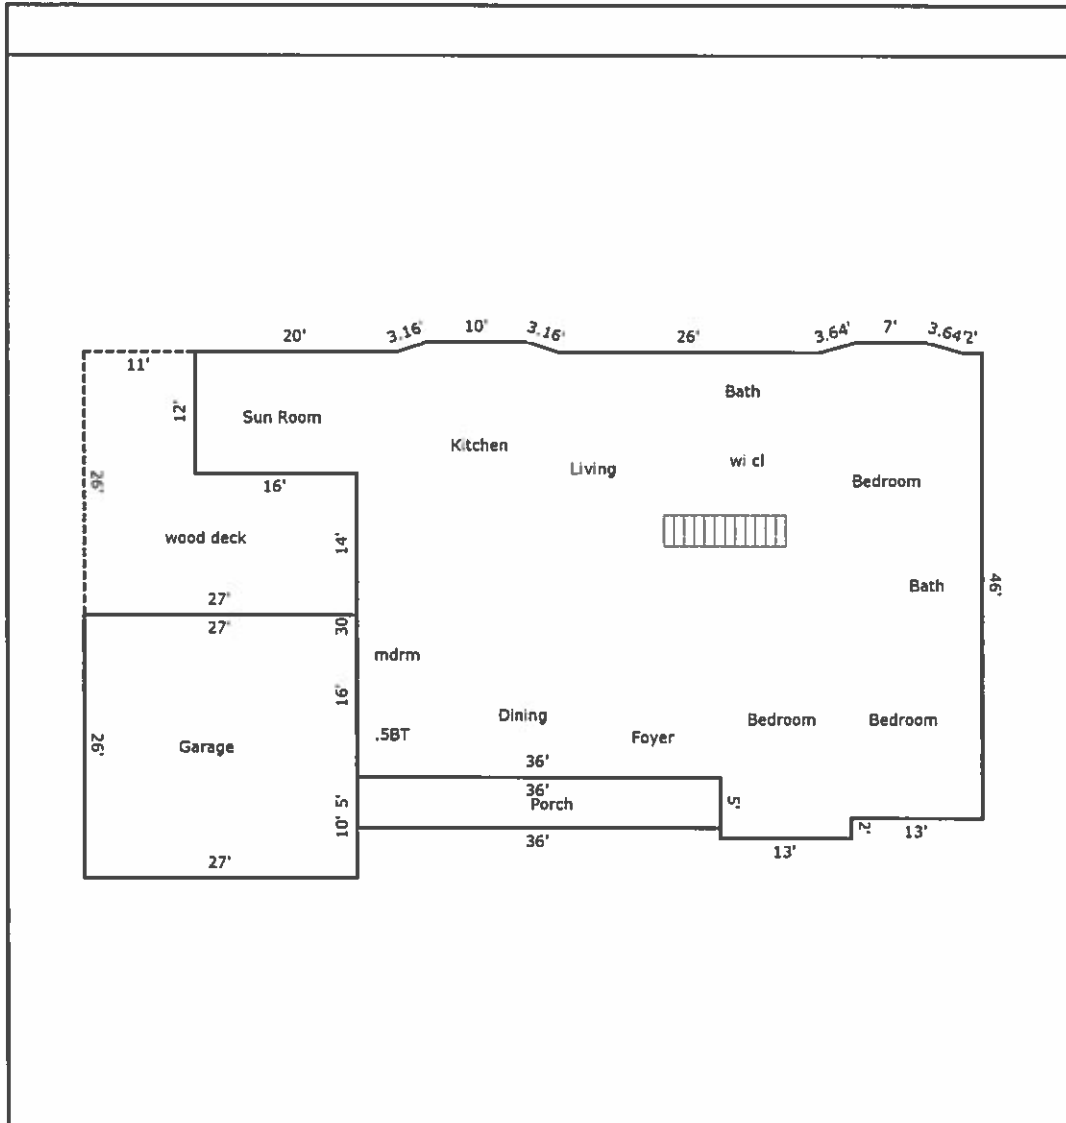 20'
3.16'
10'
3.16'
26'
3.64'
7'
3.64'
2'
11'
12'
Sun Room
Bath
Kitchen
Living
wi cl
Bedroom
26'
16'
wood deck
14'
Bath
46'
27'
27'
30'
mdrm
16'
Dining
Bedroom
Bedroom
.5BT
Foyer
26'
Garage
36'
36'
Porch
5'
5'
10'
36'
2'
13'
13'
27'